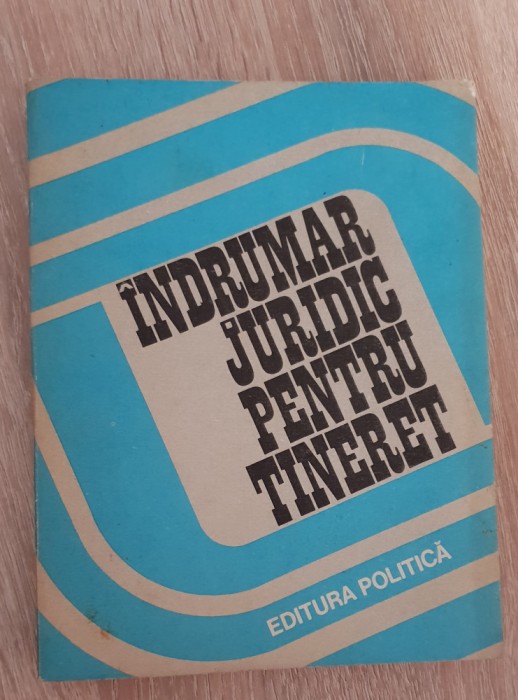 ÎNDRUMAR
JURIDIC
PENTRU
TINERET
EDITURA POLITICĂ